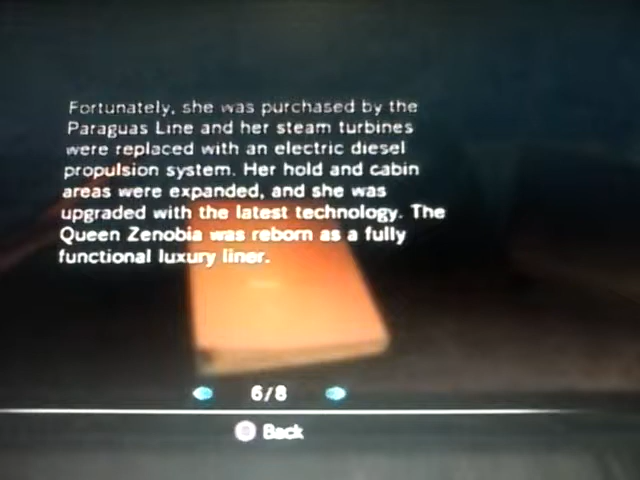 Fortunately, she was purchased by the
Paraguas Line and her steam turbines
were replaced with an electric diesel
propulsion system. Her hold and cabin
areas were expanded, and she was
upgraded with the latest technology. The
Queen Zenobia was reborn as a fully
functional luxury liner.
6/8
Back